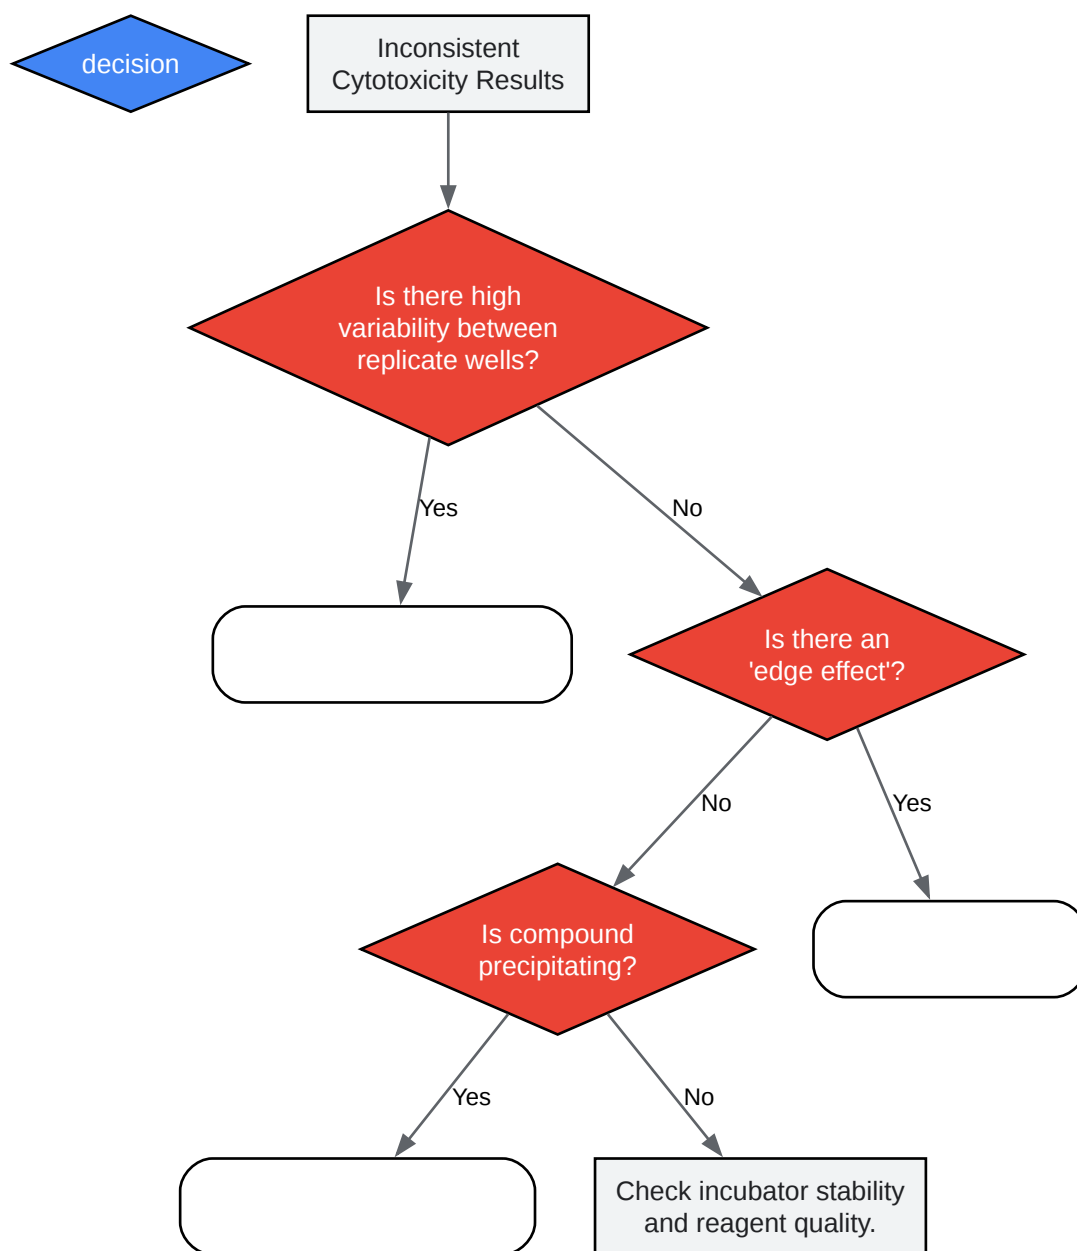 decision
Inconsistent
Cytotoxicity Results
Is there high
variability between
replicate wells?
Yes
No
Is there an
'edge effect'?
No
Yes
Is compound
precipitating?
Yes
No
Check incubator stability
and reagent quality.